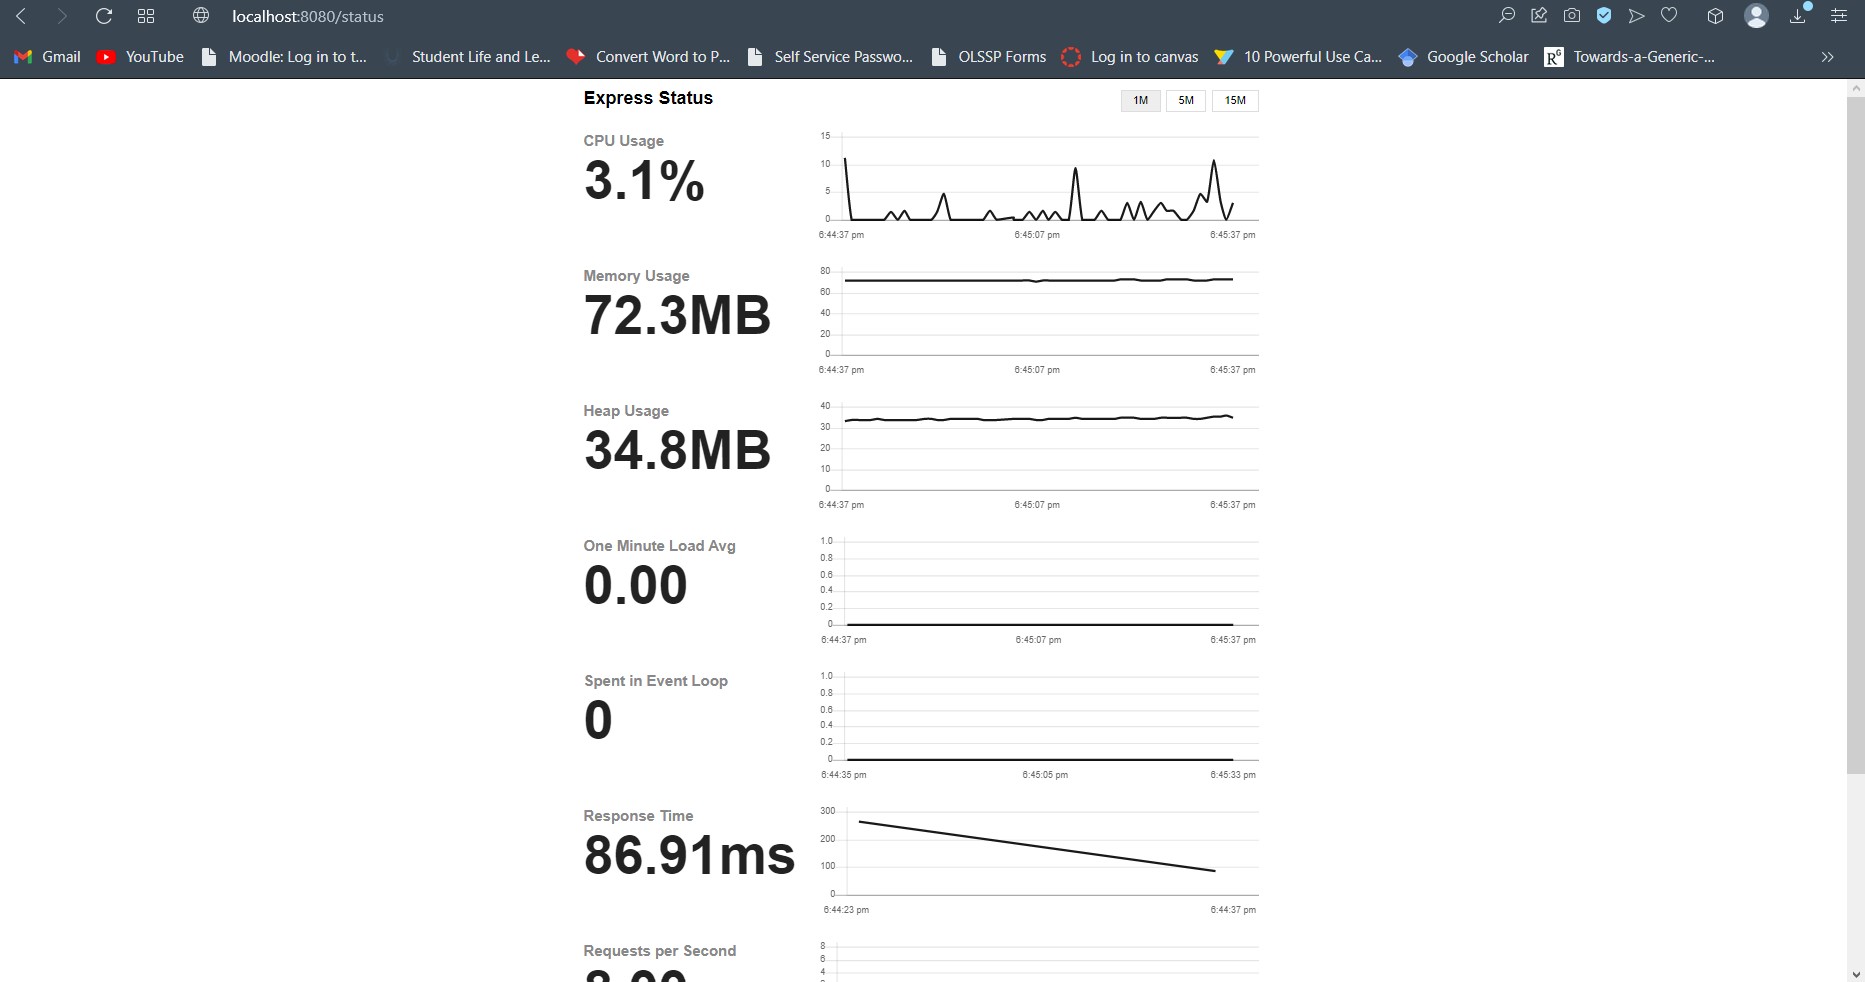 localhost:8080/status
Gmail YouTube Moodle: Log in to t... Student Life and Le... Convert Word to P... Self Service Passwo... OLSSP Forms Log in to canvas 10 Powerful Use Ca... Google Scholar Towards-a-Generic-...
Express Status 1M 5M 15M
CPU Usage
3.1%
15
10
5
0
6:44:37 pm 6:45:07 pm 6:45:37 pm
Memory Usage
72.3MB
80
60
40
20
0
6:44:37 pm 6:45:07 pm 6:45:37 pm
Heap Usage
34.8MB
40
30
20
10
0
6:44:37 pm 6:45:07 pm 6:45:37 pm
One Minute Load Avg
0.00
1.0
0.8
0.6
0.4
0.2
0
6:44:37 pm 6:45:07 pm 6:45:37 pm
Spent in Event Loop
0
1.0
0.8
0.6
0.4
0.2
0
6:44:35 pm 6:45:05 pm 6:45:33 pm
Response Time
86.91ms
300
200
100
0
6:44:23 pm 6:44:37 pm
Requests per Second
8
6
4